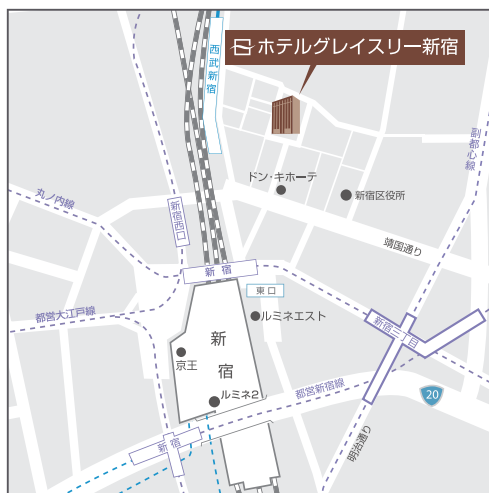 ホテルグレイスリー新宿
西武新宿
副都心線
ドン・キホーテ
新宿区役所
丸ノ内線
新宿西口
靖国通り
新宿
東口
都営大江戸線
ルミネエスト
新宿三丁目
新宿
京王
ルミネ2
都営新宿線
20
新宿
明治通り